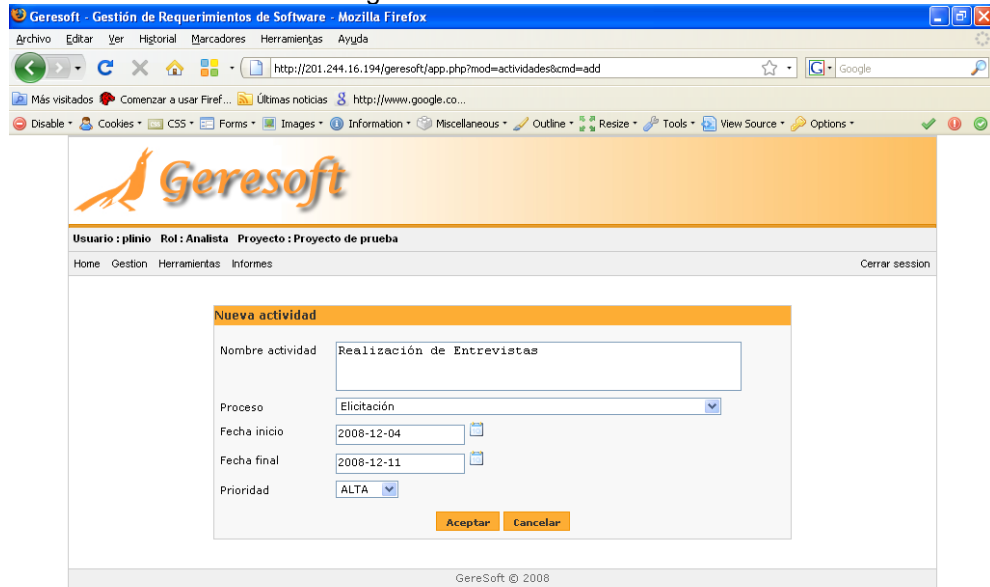 Geresoft - Gestión de Requerimientos de Software - Mozilla Firefox
Archivo Editar Ver Historial Marcadores Herramientas Ayuda
http://201.244.16.194/geresoft/app.php?mod=actividades&cmd=add
G Google
Más visitados Comenzar a usar Firef... Últimas noticias http://www.google.co...
Disable Cookies CSS Forms Images Information Miscellaneous Outline Resize Tools View Source Options
Geresoft
Usuario : plinio Rol : Analista Proyecto : Proyecto de prueba
Home Gestion Herramientas Informes Cerrar session
Nueva actividad
Nombre actividad Realización de Entrevistas
Proceso Elicitación
Fecha inicio 2008-12-04
Fecha final 2008-12-11
Prioridad ALTA
Aceptar Cancelar
GereSoft © 2008